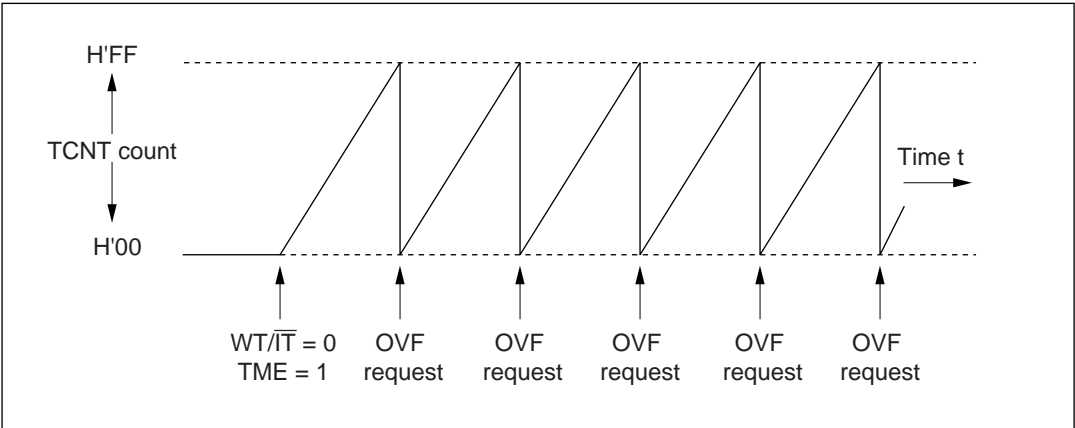 H'FF
TCNT count
Time t
H'00
WT/I̅T̅ = 0
TME = 1
OVF
request
OVF
request
OVF
request
OVF
request
OVF
request